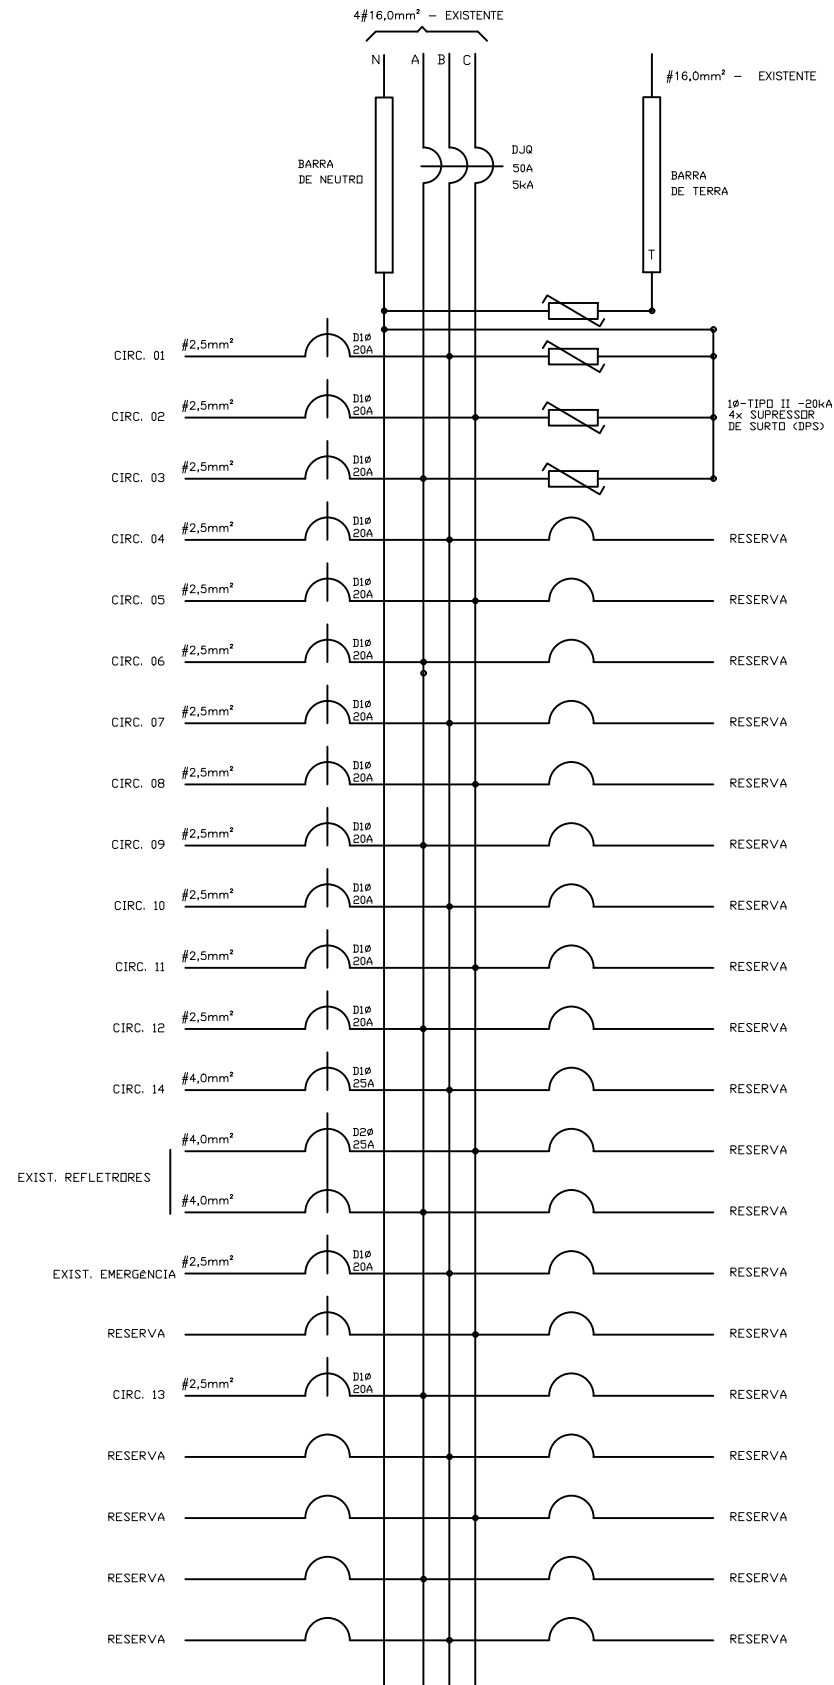 4#16,0mm² - EXISTENTE
N A B C
#16,0mm² - EXISTENTE
DJQ
50A
5kA
BARRA
DE NEUTRO
BARRA
DE TERRA
T
CIRC. 01 #2,5mm² D1ø
20A
CIRC. 02 #2,5mm² D1ø
20A
1ø-TIPO II -20kA
4x SUPRESSOR
DE SURTO (DPS)
CIRC. 03 #2,5mm² D1ø
20A
CIRC. 04 #2,5mm² D1ø
20A
RESERVA
CIRC. 05 #2,5mm² D1ø
20A
RESERVA
CIRC. 06 #2,5mm² D1ø
20A
RESERVA
CIRC. 07 #2,5mm² D1ø
20A
RESERVA
CIRC. 08 #2,5mm² D1ø
20A
RESERVA
CIRC. 09 #2,5mm² D1ø
20A
RESERVA
CIRC. 10 #2,5mm² D1ø
20A
RESERVA
CIRC. 11 #2,5mm² D1ø
20A
RESERVA
CIRC. 12 #2,5mm² D1ø
20A
RESERVA
CIRC. 14 #4,0mm² D1ø
25A
RESERVA
#4,0mm² D2ø
25A
RESERVA
EXIST. REFLETRORES
#4,0mm²
RESERVA
EXIST. EMERGêNCIA #2,5mm² D1ø
20A
RESERVA
RESERVA RESERVA
CIRC. 13 #2,5mm² D1ø
20A
RESERVA
RESERVA RESERVA
RESERVA RESERVA
RESERVA RESERVA
RESERVA RESERVA